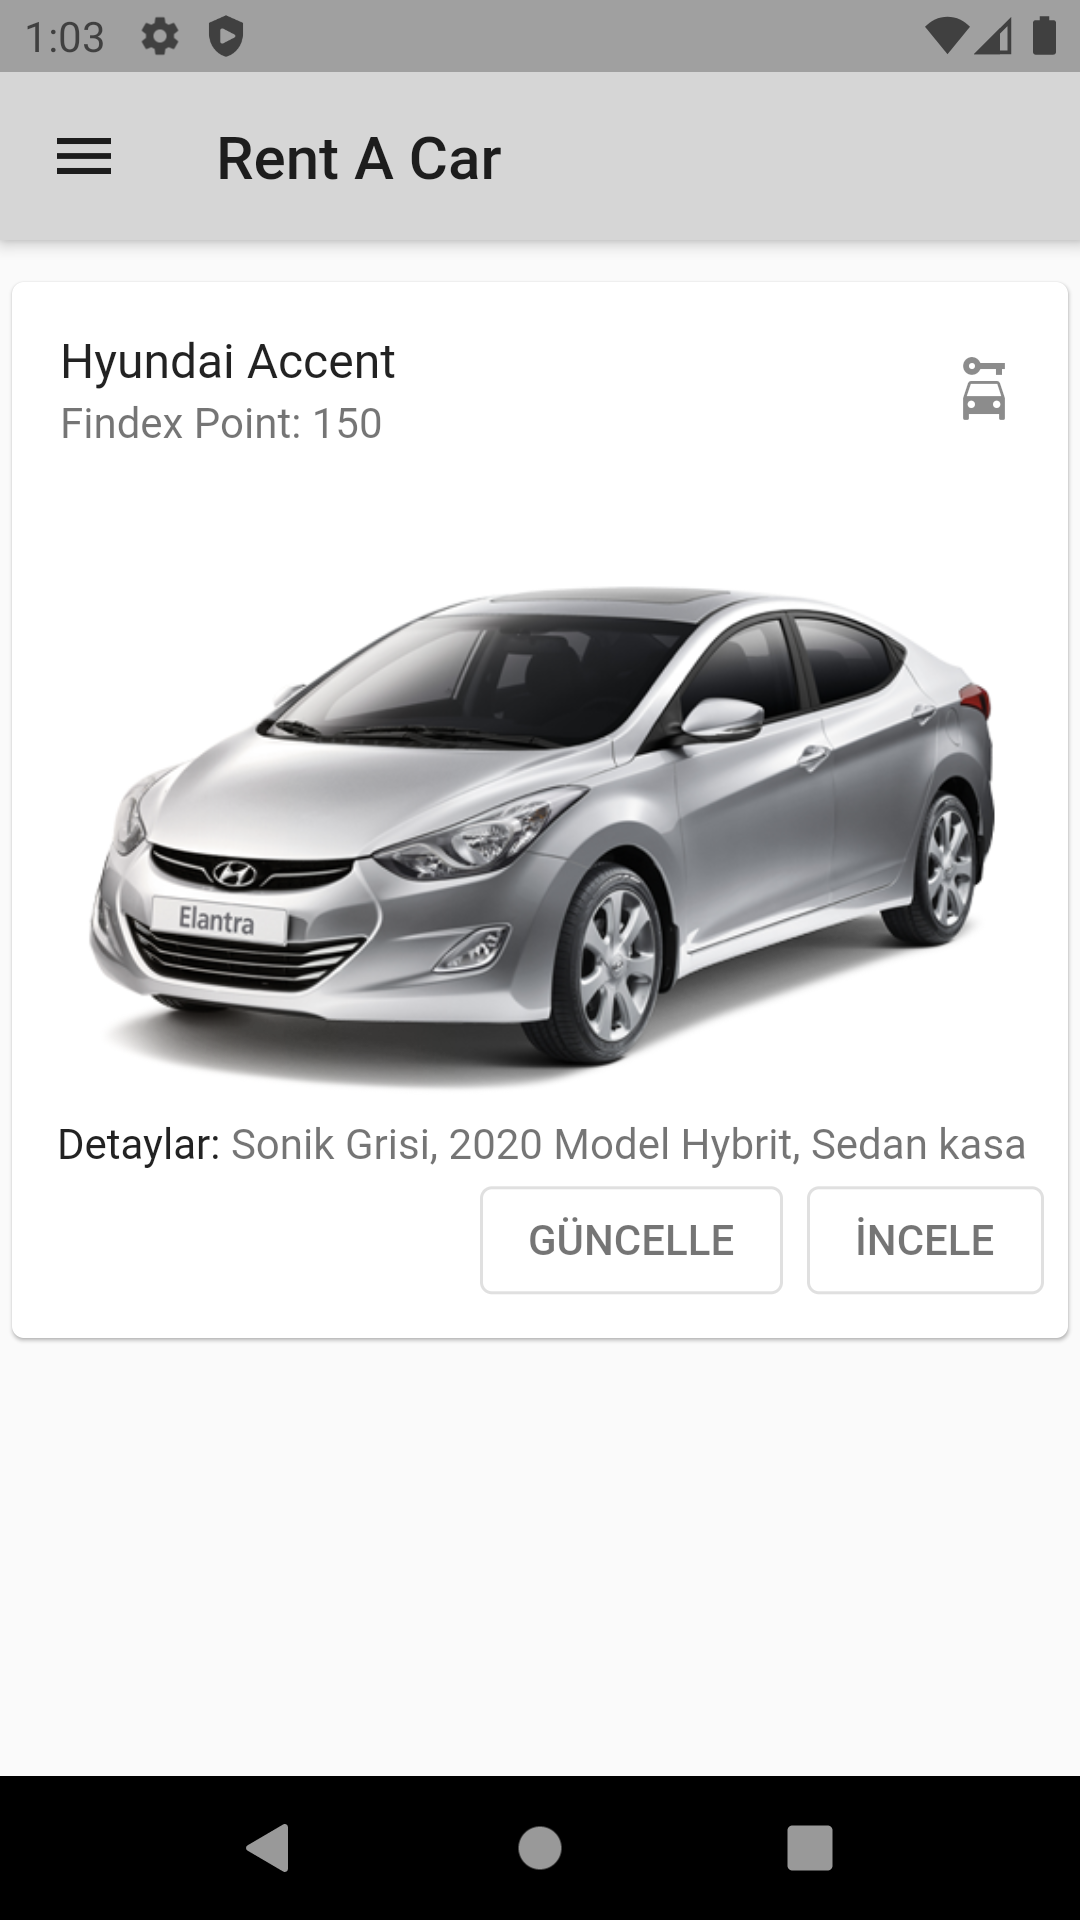 1:03
Rent A Car
Hyundai Accent
Findex Point: 150
Elantra
Detaylar: Sonik Grisi, 2020 Model Hybrit, Sedan kasa
GÜNCELLE İNCELE